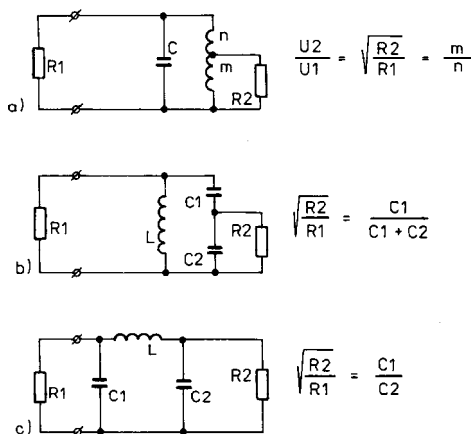 R1
C
n
m
R2
a)
U2/U1 = √R2/R1 = m/n
R1
L
C1
C2
R2
b)
√R2/R1 = C1/C1 + C2
R1
C1
L
C2
R2
c)
√R2/R1 = C1/C2